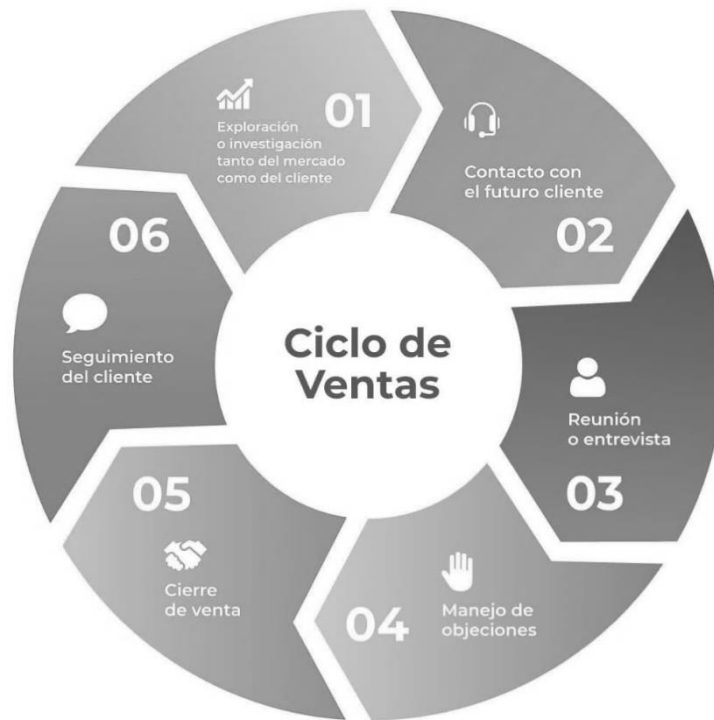 Ciclo de
Ventas
01
Exploración
o investigación
tanto del mercado
como del cliente
Contacto con
el futuro cliente
02
Reunión
o entrevista
03
Manejo de
objeciones
04
05
Cierre
de venta
06
Seguimiento
del cliente